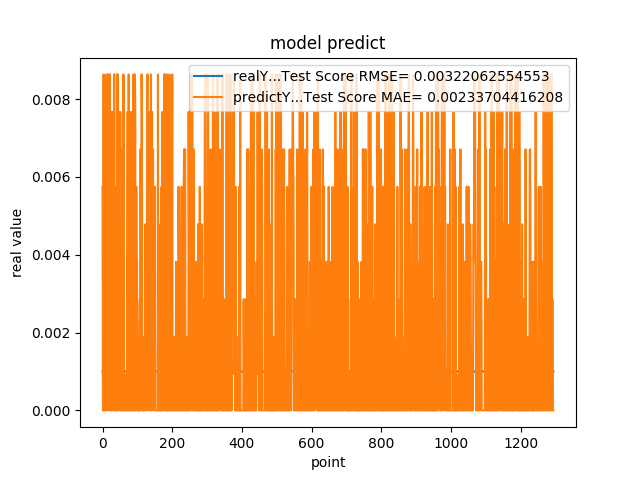 model predict
realY...Test Score RMSE= 0.00322062554553
predictY...Test Score MAE= 0.00233704416208
0.008
0.006
0.004
0.002
0.000
real value
0 200 400 600 800 1000 1200
point